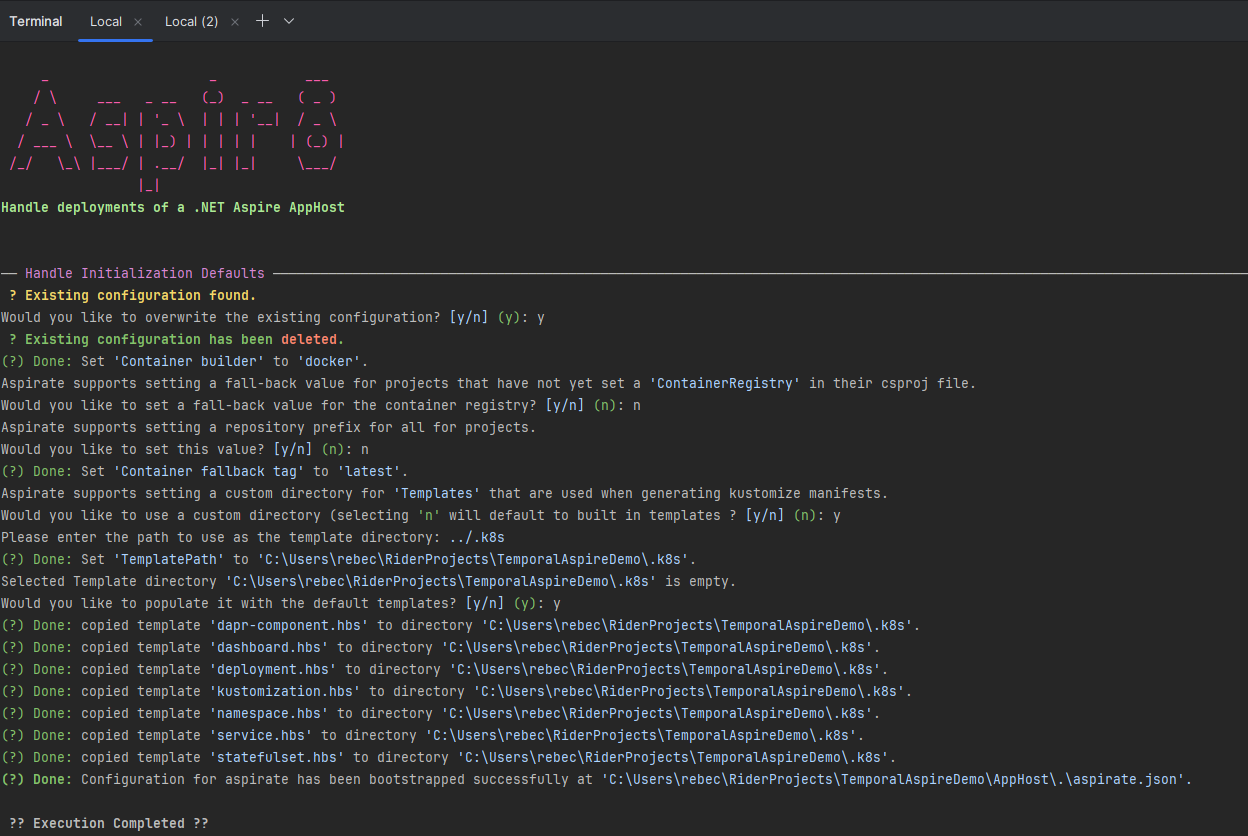 Terminal Local × Local (2) ×
Aspir8
Handle deployments of a .NET Aspire AppHost
── Handle Initialization Defaults ──
? Existing configuration found.
Would you like to overwrite the existing configuration? [y/n] (y): y
? Existing configuration has been deleted.
(?) Done: Set 'Container builder' to 'docker'.
Aspirate supports setting a fall-back value for projects that have not yet set a 'ContainerRegistry' in their csproj file.
Would you like to set a fall-back value for the container registry? [y/n] (n): n
Aspirate supports setting a repository prefix for all for projects.
Would you like to set this value? [y/n] (n): n
(?) Done: Set 'Container fallback tag' to 'latest'.
Aspirate supports setting a custom directory for 'Templates' that are used when generating kustomize manifests.
Would you like to use a custom directory (selecting 'n' will default to built in templates ? [y/n] (n): y
Please enter the path to use as the template directory: ../.k8s
(?) Done: Set 'TemplatePath' to 'C:\Users\rebec\RiderProjects\TemporalAspireDemo\.k8s'.
Selected Template directory 'C:\Users\rebec\RiderProjects\TemporalAspireDemo\.k8s' is empty.
Would you like to populate it with the default templates? [y/n] (y): y
(?) Done: copied template 'dapr-component.hbs' to directory 'C:\Users\rebec\RiderProjects\TemporalAspireDemo\.k8s'.
(?) Done: copied template 'dashboard.hbs' to directory 'C:\Users\rebec\RiderProjects\TemporalAspireDemo\.k8s'.
(?) Done: copied template 'deployment.hbs' to directory 'C:\Users\rebec\RiderProjects\TemporalAspireDemo\.k8s'.
(?) Done: copied template 'kustomization.hbs' to directory 'C:\Users\rebec\RiderProjects\TemporalAspireDemo\.k8s'.
(?) Done: copied template 'namespace.hbs' to directory 'C:\Users\rebec\RiderProjects\TemporalAspireDemo\.k8s'.
(?) Done: copied template 'service.hbs' to directory 'C:\Users\rebec\RiderProjects\TemporalAspireDemo\.k8s'.
(?) Done: copied template 'statefulset.hbs' to directory 'C:\Users\rebec\RiderProjects\TemporalAspireDemo\.k8s'.
(?) Done: Configuration for aspirate has been bootstrapped successfully at 'C:\Users\rebec\RiderProjects\TemporalAspireDemo\AppHost\.\aspirate.json'.
?? Execution Completed ??